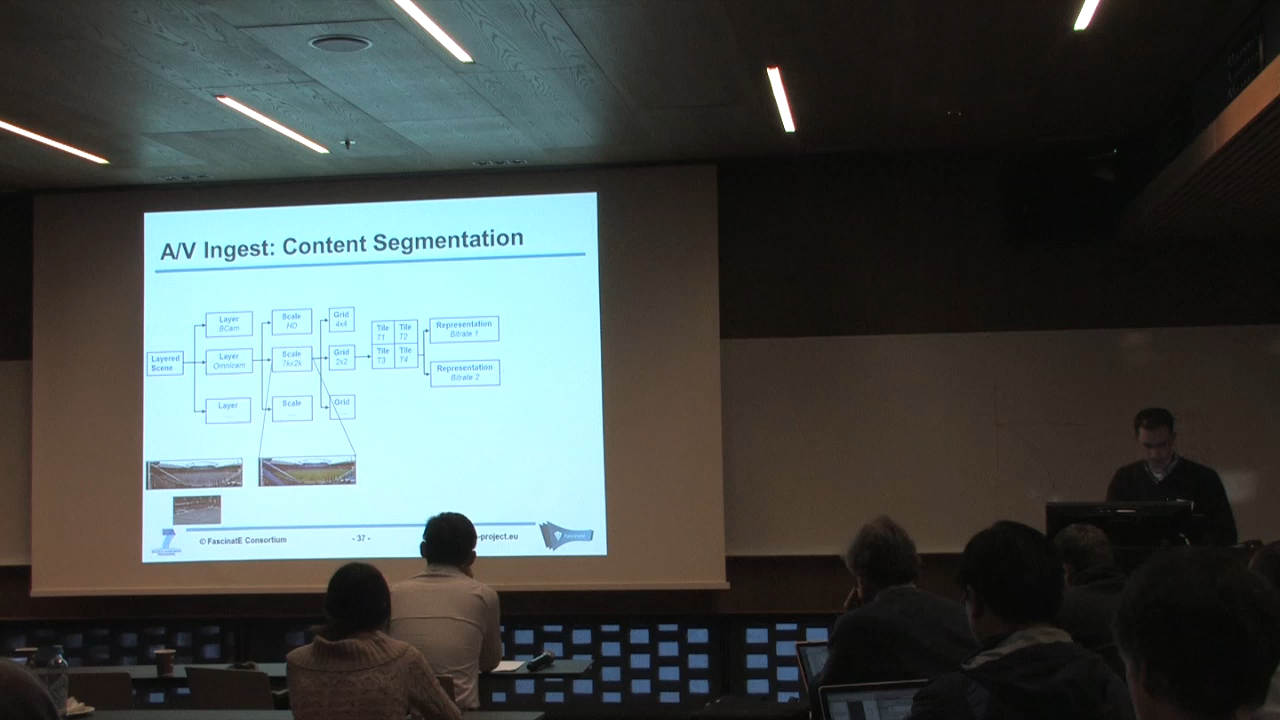 A/V Ingest: Content Segmentation
Layered
Scene
Layer
BCam
Layer
Omnicam
Layer
...
Scale
HD
Scale
7kx2k
Scale
...
Grid
4x4
Grid
2x2
Grid
...
Tile
T1
Tile
T2
Tile
T3
Tile
T4
Representation
Bitrate 1
Representation
Bitrate 2
© FascinatE Consortium
- 37 -
-project.eu